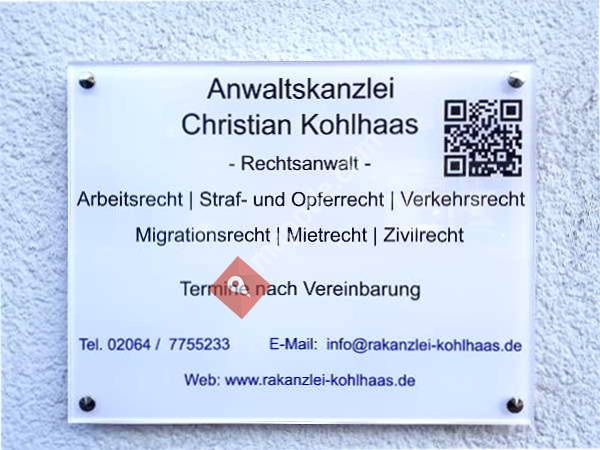 Anwaltskanzlei
Christian Kohlhaas
- Rechtsanwalt -
Arbeitsrecht | Straf- und Opferrecht | Verkehrsrecht
Migrationsrecht | Mietrecht | Zivilrecht
Termine nach Vereinbarung
Tel. 02064 / 7755233 E-Mail: info@rakanzlei-kohlhaas.de
Web: www.rakanzlei-kohlhaas.de